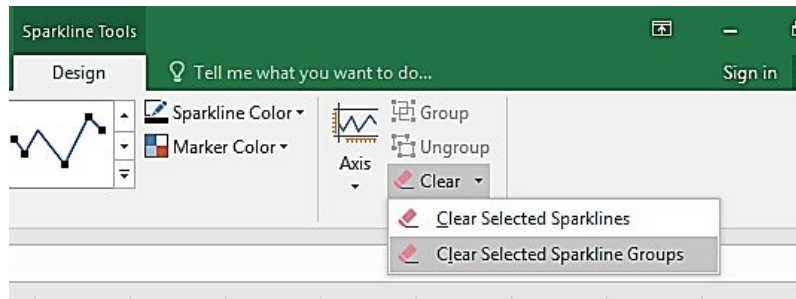 Sparkline Tools
Design
Tell me what you want to do...
Sign in
Sparkline Color
Marker Color
Axis
Group
Ungroup
Clear
Clear Selected Sparklines
Clear Selected Sparkline Groups